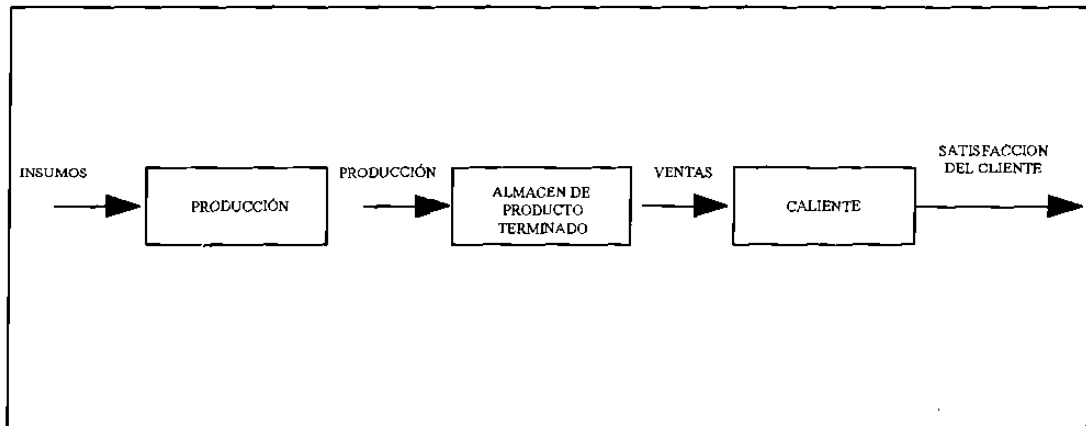 INSUMOS
PRODUCCIÓN
PRODUCCIÓN
ALMACEN DE
PRODUCTO
TERMINADO
VENTAS
CALIENTE
SATISFACCION
DEL CLIENTE